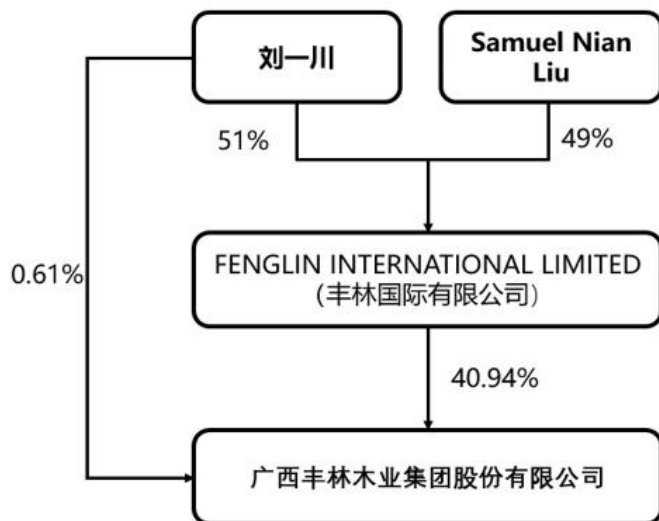 刘一川
Samuel Nian
Liu
51%
49%
FENGLIN INTERNATIONAL LIMITED
（丰林国际有限公司）
0.61%
40.94%
广西丰林木业集团股份有限公司